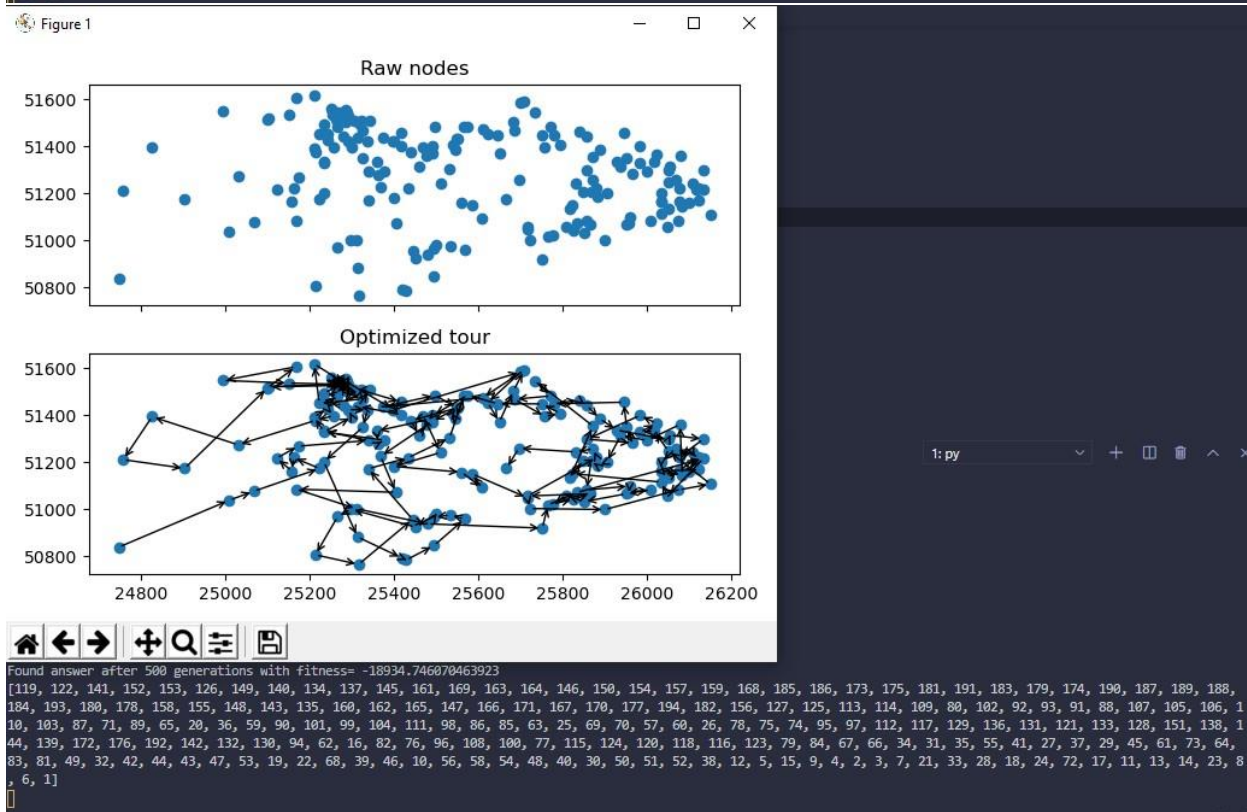 Figure 1
Raw nodes
51600
51400
51200
51000
50800
Optimized tour
51600
51400
51200
51000
50800
24800 25000 25200 25400 25600 25800 26000 26200
1: py
Found answer after 500 generations with fitness= -18934.746070463923
[119, 122, 141, 152, 153, 126, 149, 140, 134, 137, 145, 161, 169, 163, 164, 146, 150, 154, 157, 159, 168, 185, 186, 173, 175, 181, 191, 183, 179, 174, 190, 187, 189, 188,
184, 193, 180, 178, 158, 155, 148, 143, 135, 160, 162, 165, 147, 166, 171, 167, 170, 177, 194, 182, 156, 127, 125, 113, 114, 109, 80, 102, 92, 93, 91, 88, 107, 105, 106, 1
10, 103, 87, 71, 89, 65, 20, 36, 59, 90, 101, 99, 104, 111, 98, 86, 85, 63, 25, 69, 70, 57, 60, 26, 78, 75, 74, 95, 97, 112, 117, 129, 136, 131, 121, 133, 128, 151, 138, 1
44, 139, 172, 176, 192, 142, 132, 130, 94, 62, 16, 82, 76, 96, 108, 100, 77, 115, 124, 120, 118, 116, 123, 79, 84, 67, 66, 34, 31, 35, 55, 41, 27, 37, 29, 45, 61, 73, 64,
83, 81, 49, 32, 42, 44, 43, 47, 53, 19, 22, 68, 39, 46, 10, 56, 58, 54, 48, 40, 30, 50, 51, 52, 38, 12, 5, 15, 9, 4, 2, 3, 7, 21, 33, 28, 18, 24, 72, 17, 11, 13, 14, 23, 8
, 6, 1]